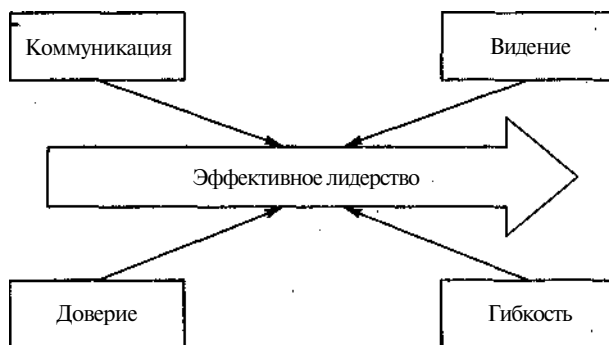 Коммуникация
Видение
Эффективное лидерство
Доверие
Гибкость